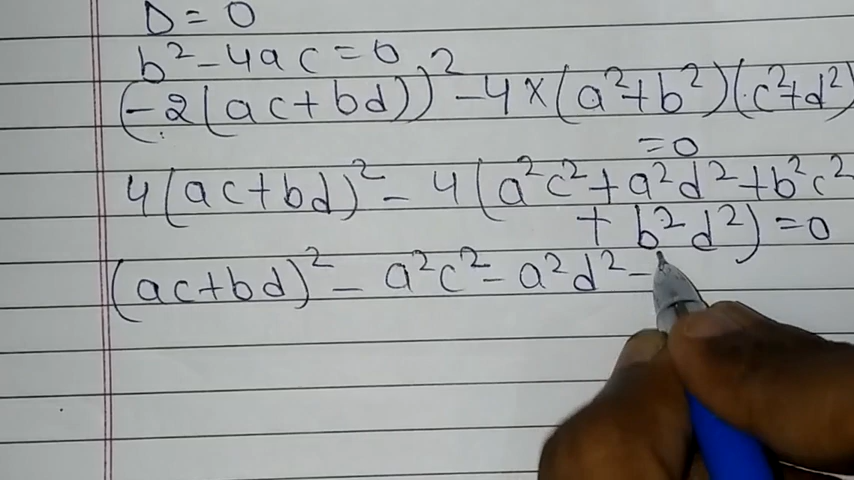 D = 0
b² - 4ac = 0
(-2(ac+bd))² - 4×(a²+b²)(c²+d²)
= 0
4(ac+bd)² - 4(a²c²+a²d²+b²c²
+ b²d²) = 0
(ac+bd)² - a²c² - a²d² -